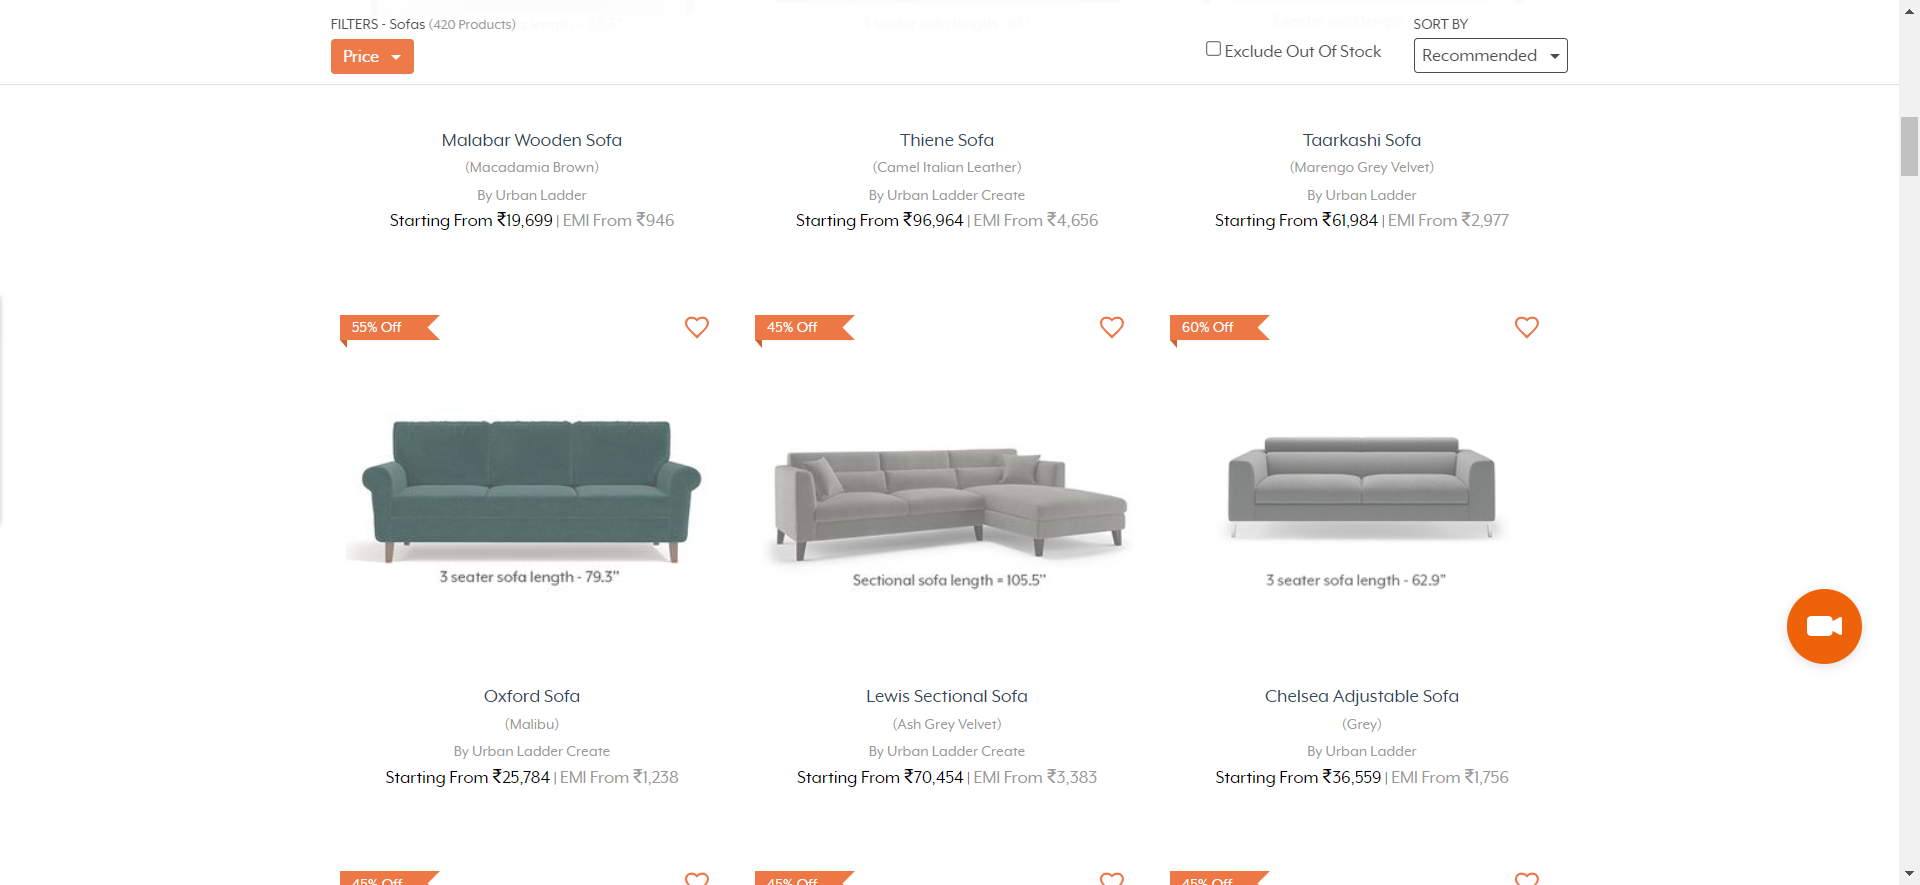 FILTERS - Sofas (420 Products)
Price
Exclude Out Of Stock
SORT BY
Recommended
Malabar Wooden Sofa
(Macadamia Brown)
By Urban Ladder
Starting From ₹19,699 | EMI From ₹946
Thiene Sofa
(Camel Italian Leather)
By Urban Ladder Create
Starting From ₹96,964 | EMI From ₹4,656
Taarkashi Sofa
(Marengo Grey Velvet)
By Urban Ladder
Starting From ₹61,984 | EMI From ₹2,977
55% Off
3 seater sofa length - 79.3"
Oxford Sofa
(Malibu)
By Urban Ladder Create
Starting From ₹25,784 | EMI From ₹1,238
45% Off
Sectional sofa length = 105.5"
Lewis Sectional Sofa
(Ash Grey Velvet)
By Urban Ladder Create
Starting From ₹70,454 | EMI From ₹3,383
60% Off
3 seater sofa length - 62.9"
Chelsea Adjustable Sofa
(Grey)
By Urban Ladder
Starting From ₹36,559 | EMI From ₹1,756
45% Off
45% Off
45% Off